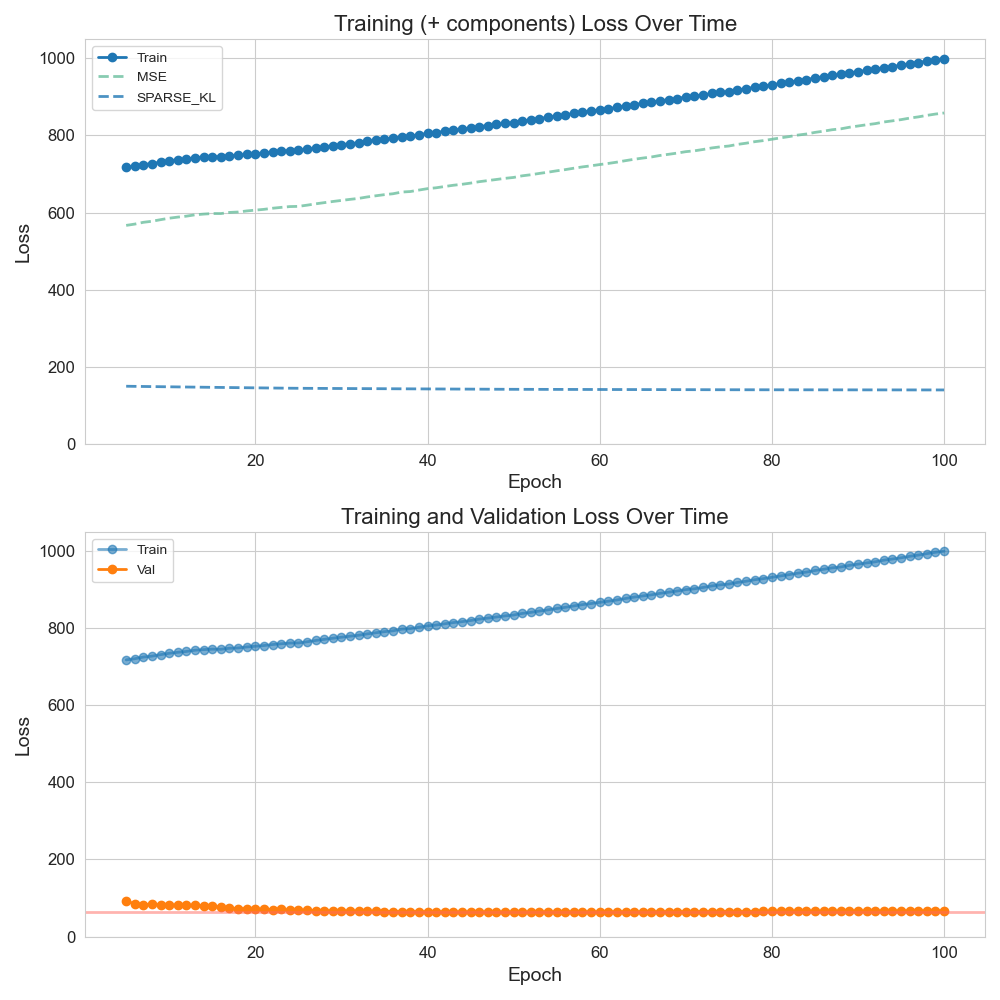 Training (+ components) Loss Over Time
Train
MSE
SPARSE_KL
1000
800
600
400
200
0
Loss
20 40 60 80 100
Epoch
Training and Validation Loss Over Time
Train
Val
1000
800
600
400
200
0
Loss
20 40 60 80 100
Epoch